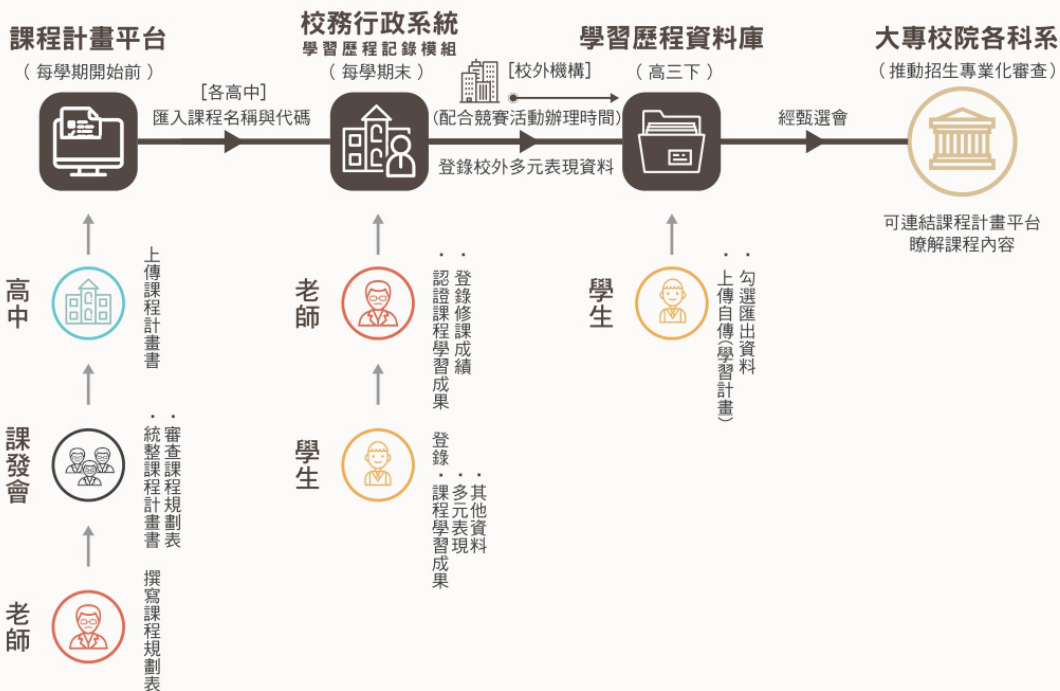 課程計畫平台
（每學期開始前）
[各高中]
匯入課程名稱與代碼
校務行政系統
學習歷程記錄模組
（每學期末）
[校外機構]
(配合競賽活動辦理時間)
登錄校外多元表現資料
學習歷程資料庫
（高三下）
經甄選會
大專校院各科系
（推動招生專業化審查）
可連結課程計畫平台
瞭解課程內容
高中
上傳課程計畫書
課發會
・審查課程規劃表
・統整課程計畫書
老師
撰寫課程規劃表
老師
・登錄修課成績
・認證課程學習成果
學生
登錄
・課程學習成果
・多元表現
・其他資料
學生
・勾選匯出資料
・上傳自傳(學習計畫)